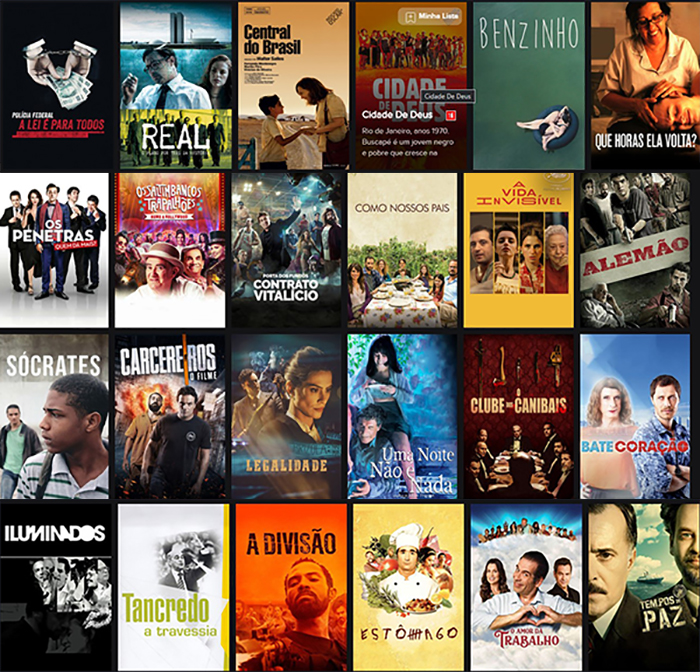 POLÍCIA FEDERAL
A LEI É PARA TODOS
REAL
Central
do Brasil
Minha Lista
CIDADE
DE DEUS
Cidade De Deus
Cidade De Deus
Rio de Janeiro, anos 1970.
Buscapé é um jovem negro
e pobre que cresce na
BENZINHO
QUE HORAS ELA VOLTA?
OS
PENETRAS
QUEM DÁ MAIS?
OS SALTIMBANCOS
TRAPALHÕES
RUMO A HOLLYWOOD
PORTA DOS FUNDOS
CONTRATO
VITALÍCIO
COMO NOSSOS PAIS
A
VIDA
INVISÍVEL
ALEMÃO
SÓCRATES
CARCEREIROS
O FILME
LEGALIDADE
Uma Noite
Não é
Nada
O
CLUBE DOS CANIBAIS
BATE CORAÇÃO
ILUMINADOS
Tancredo
a travessia
A DIVISÃO
ESTÔMAGO
O AMOR DÁ
TRABALHO
TEMPOS
DE
PAZ